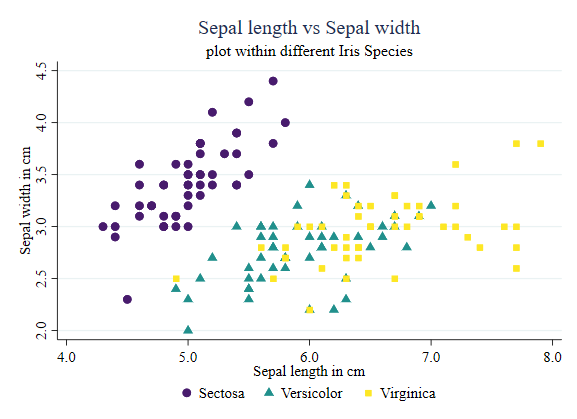 Sepal length vs Sepal width
plot within different Iris Species
Sepal width in cm
4.5
4.0
3.5
3.0
2.5
2.0
4.0 5.0 6.0 7.0 8.0
Sepal length in cm
Sectosa Versicolor Virginica